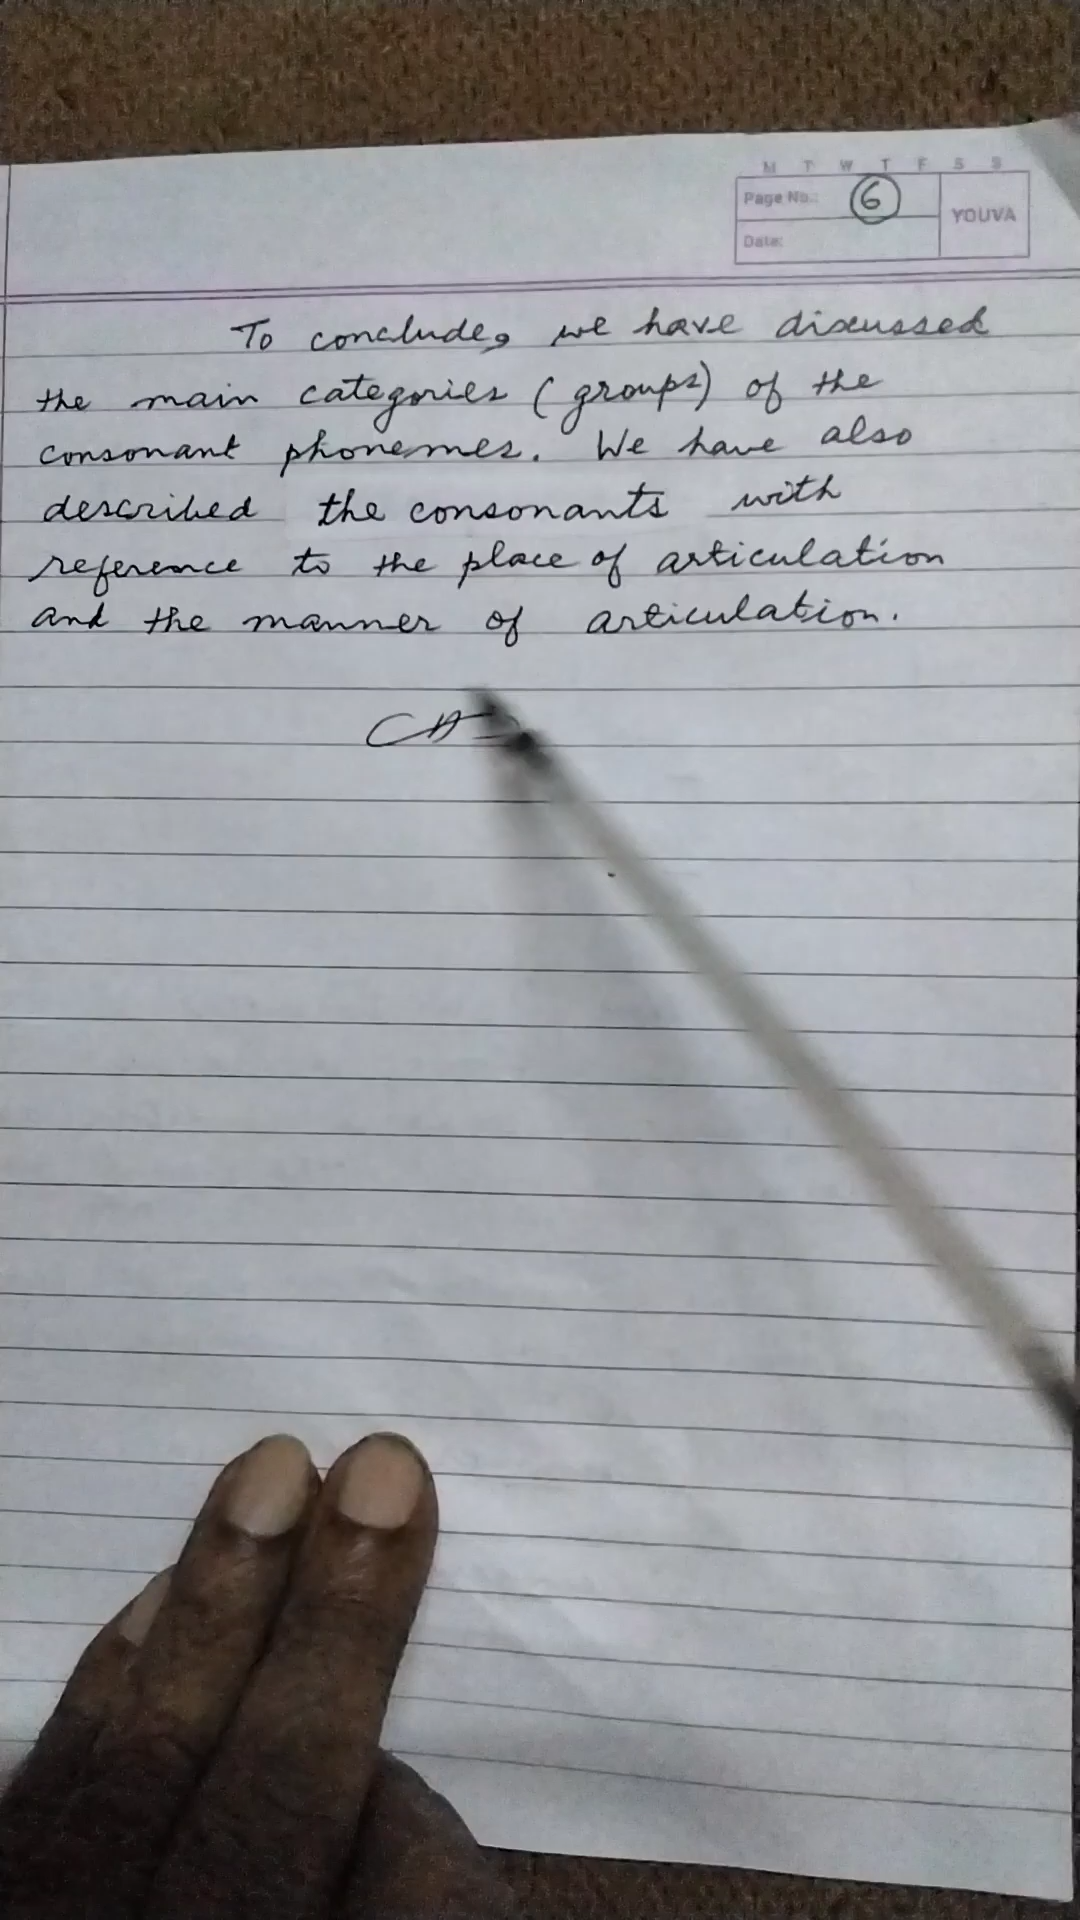 M T W T F S S
Page No.: 6
YOUVA
Date:
To conclude, we have discussed
the main categories (groups) of the
consonant phonemes. We have also
described the consonants with
reference to the place of articulation
and the manner of articulation.